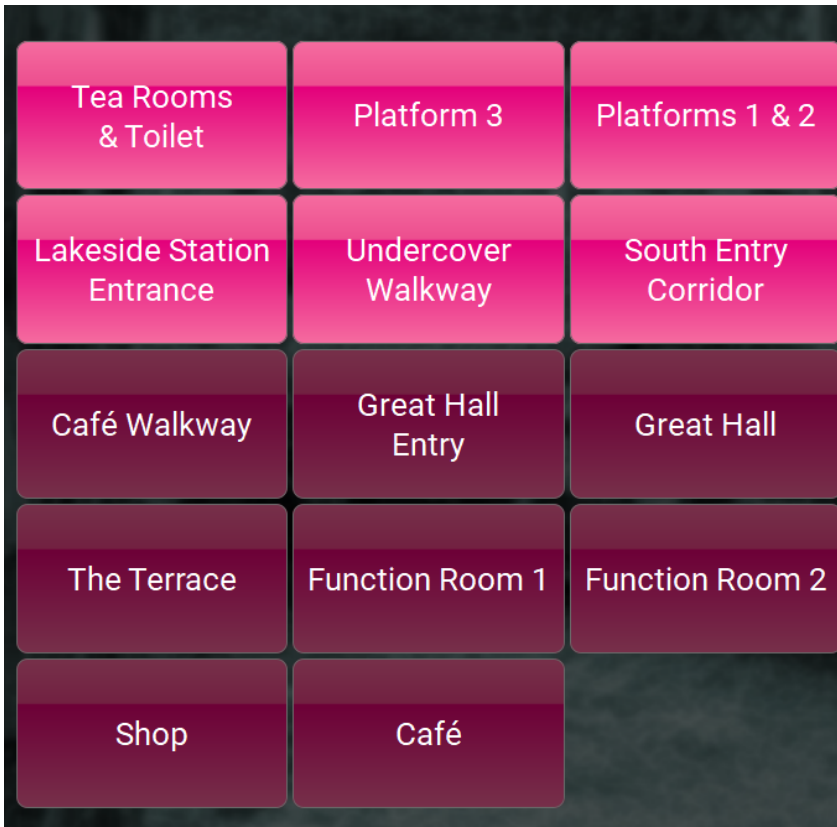 Tea Rooms
& Toilet
Platform 3
Platforms 1 & 2
Lakeside Station
Entrance
Undercover
Walkway
South Entry
Corridor
Café Walkway
Great Hall
Entry
Great Hall
The Terrace
Function Room 1
Function Room 2
Shop
Café